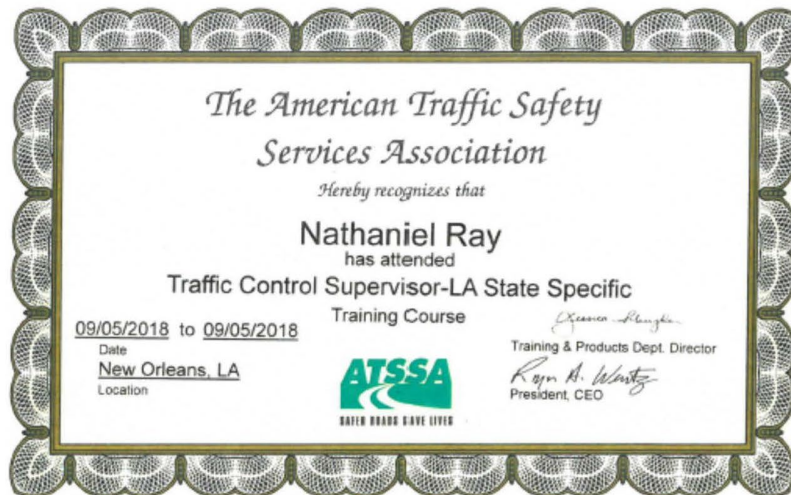 The American Traffic Safety
Services Association
Hereby recognizes that
Nathaniel Ray
has attended
Traffic Control Supervisor-LA State Specific
Training Course
09/05/2018 to 09/05/2018
Date
New Orleans, LA
Location
ATSSA
SAFER ROADS SAVE LIVES
Training & Products Dept. Director
President, CEO